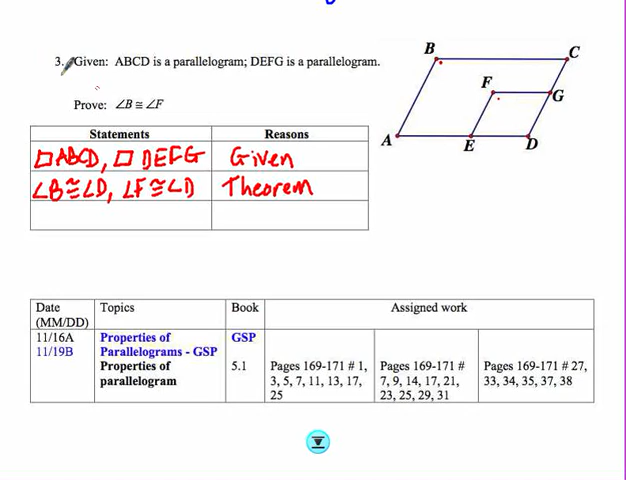 3. Given: ABCD is a parallelogram; DEFG is a parallelogram.
Prove: ∠B ≅ ∠F
B
C
F
G
A
E
D
Statements Reasons
▱ABCD, ▱DEFG Given
∠B≅∠D, ∠F≅∠D Theorem
Date (MM/DD) Topics Book Assigned work
11/16A Properties of GSP
11/19B Parallelograms - GSP
Properties of parallelogram 5.1 Pages 169-171 # 1, 3, 5, 7, 11, 13, 17, 25 Pages 169-171 # 7, 9, 14, 17, 21, 23, 25, 29, 31 Pages 169-171 # 27, 33, 34, 35, 37, 38